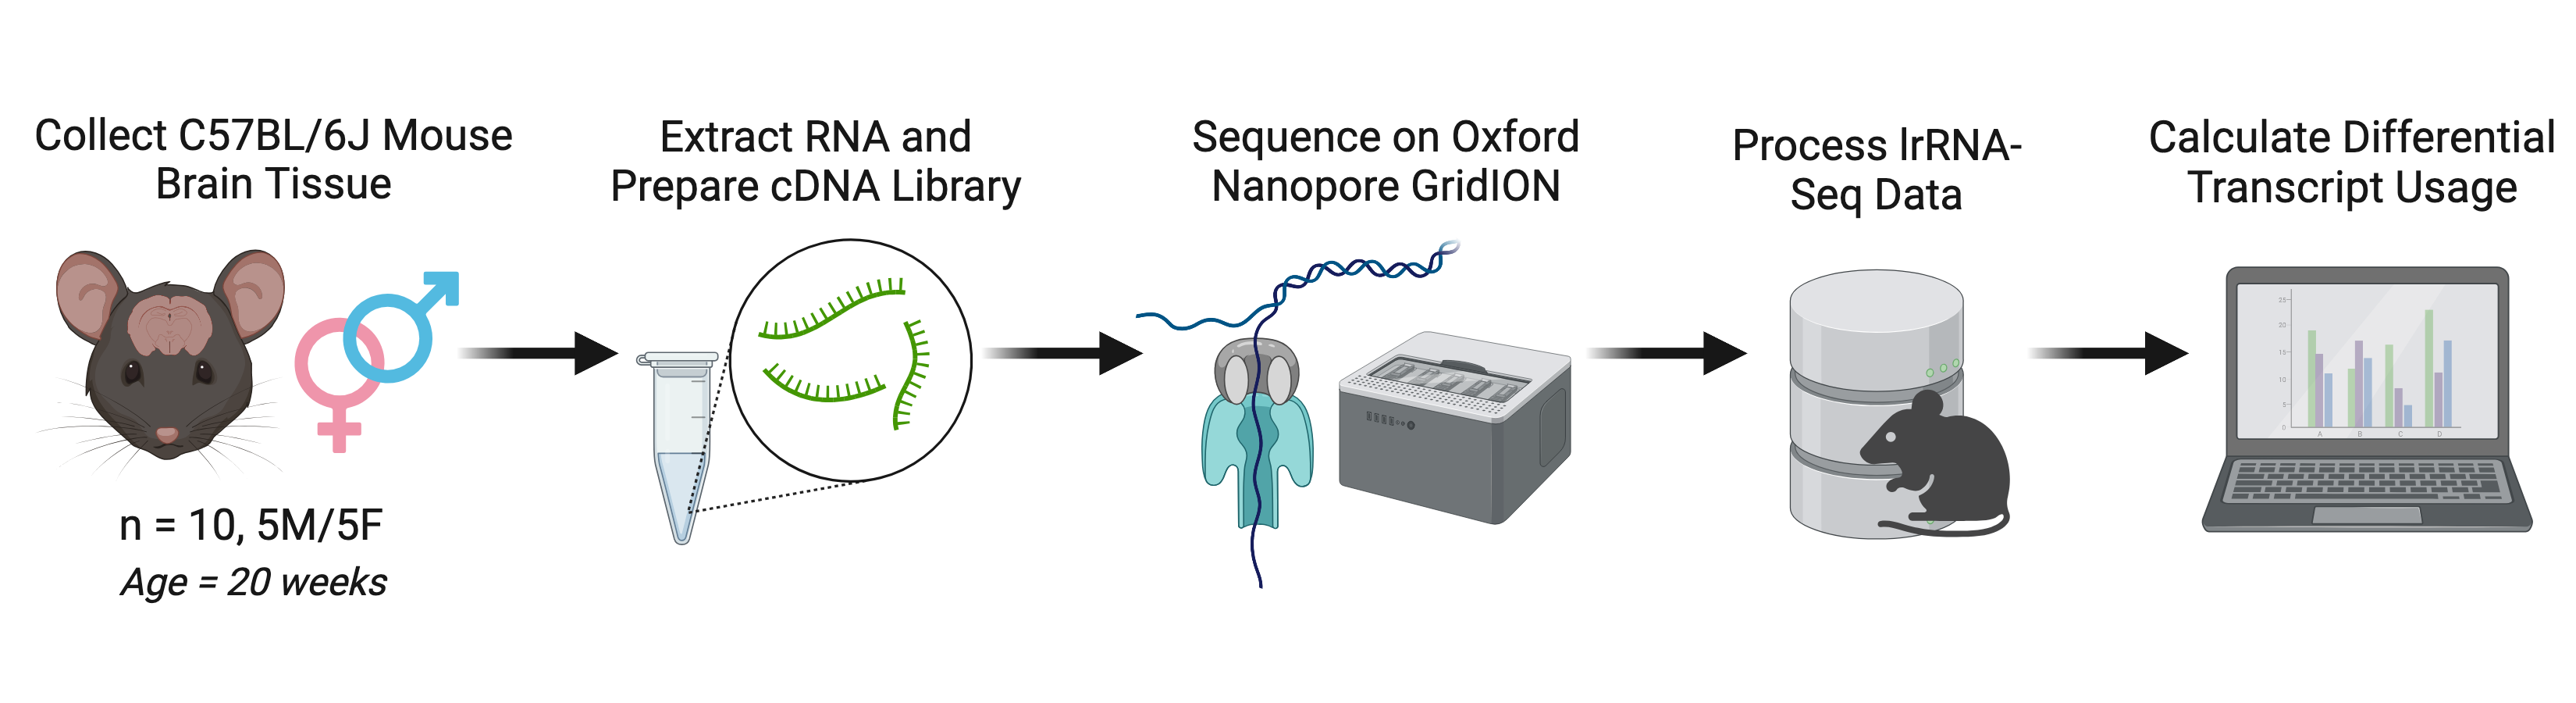 Collect C57BL/6J Mouse
Brain Tissue
n = 10, 5M/5F
Age = 20 weeks
Extract RNA and
Prepare cDNA Library
Sequence on Oxford
Nanopore GridION
Process lrRNA-
Seq Data
Calculate Differential
Transcript Usage
25
20
15
10
5
0
A B C D